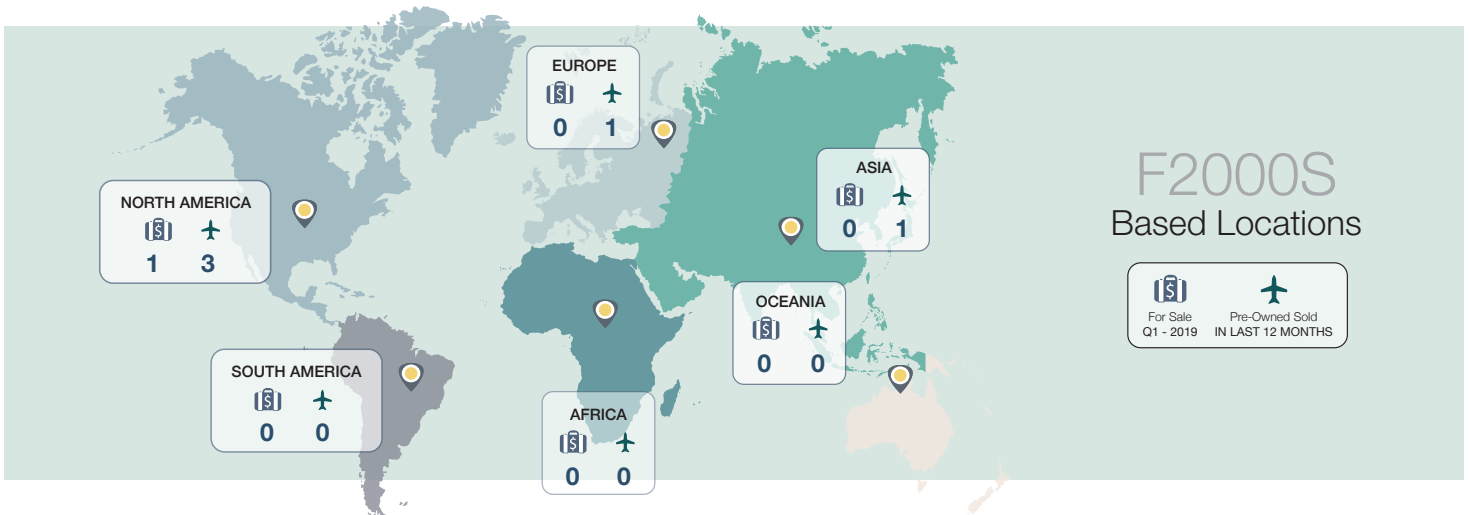 EUROPE
0 1
NORTH AMERICA
1 3
ASIA
0 1
OCEANIA
0 0
SOUTH AMERICA
0 0
AFRICA
0 0
F2000S
Based Locations
$ 
For Sale
Q1 - 2019
Pre-Owned Sold
IN LAST 12 MONTHS